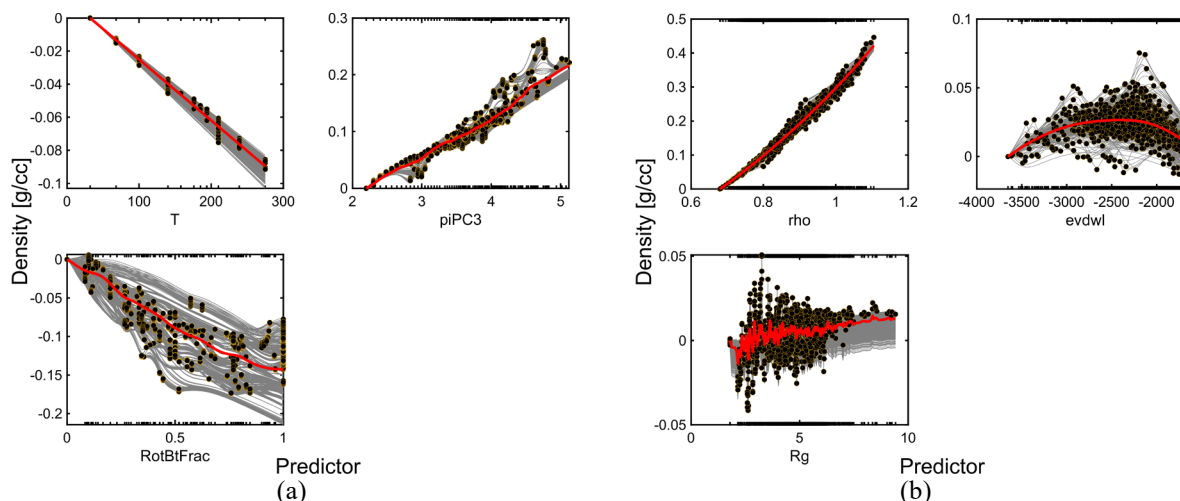 0
-0.02
-0.04
-0.06
-0.08
-0.1
0 100 200 300
T
0.3
0.2
0.1
0
2 3 4 5
piPC3
0
-0.05
-0.1
-0.15
-0.2
0 0.5 1
RotBtFrac
Density [g/cc]
Predictor
(a)
0.5
0.4
0.3
0.2
0.1
0
0.6 0.8 1 1.2
rho
0.1
0.05
0
-4000 -3500 -3000 -2500 -2000
evdwl
0.05
0
-0.05
0 5 10
Rg
Density [g/cc]
Predictor
(b)